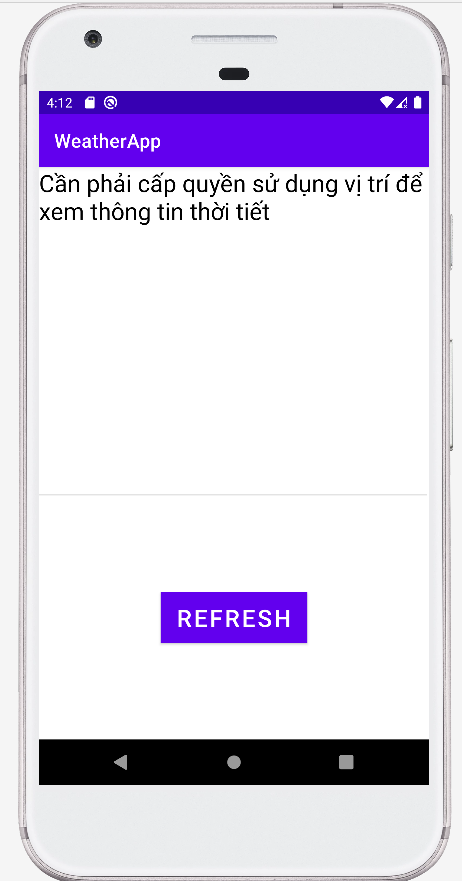 4:12
WeatherApp
Cần phải cấp quyền sử dụng vị trí để
xem thông tin thời tiết
REFRESH